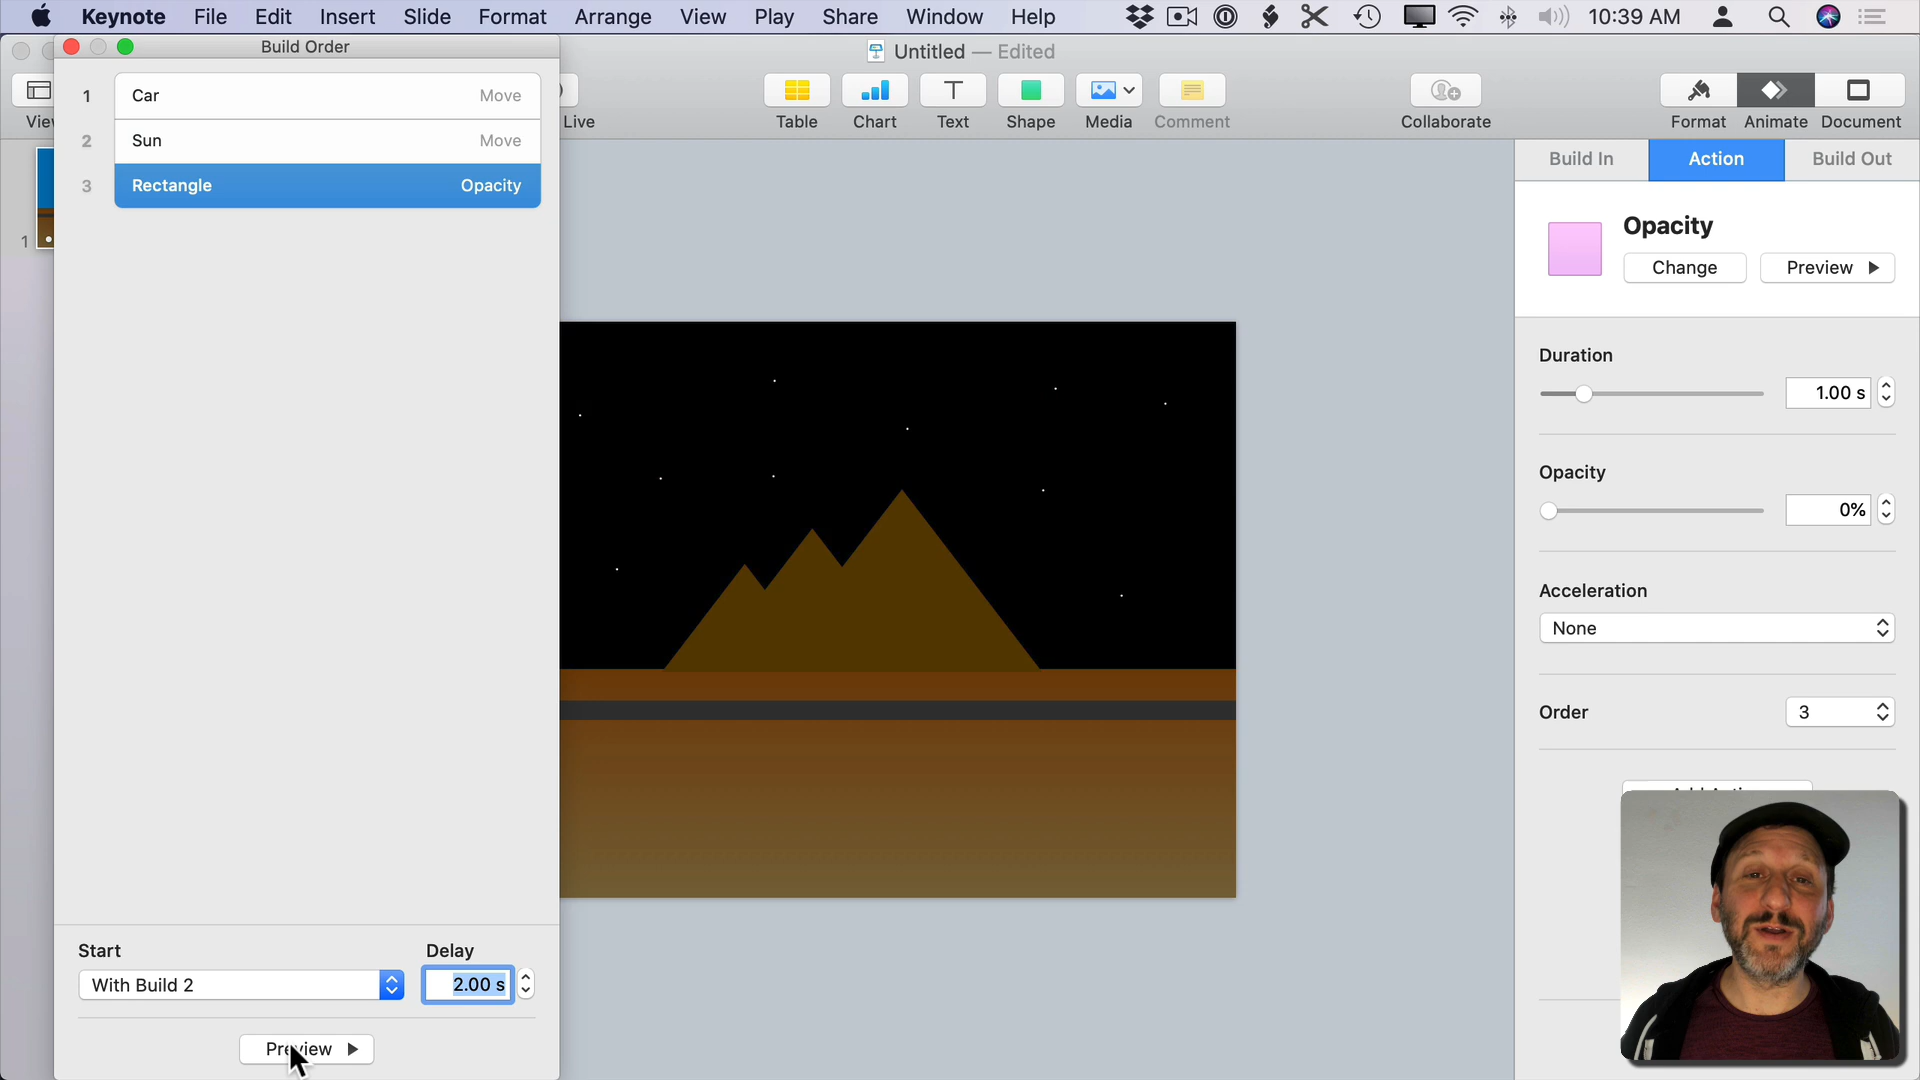 Keynote File Edit Insert Slide Format Arrange View Play Share Window Help 10:39 AM
Build Order
Untitled — Edited
1 Car Move
2 Sun Move
3 Rectangle Opacity
Live
Table Chart Text Shape Media Comment
Collaborate
Format Animate Document
1
Build In Action Build Out
Opacity
Change Preview
Duration
1.00 s
Opacity
0%
Acceleration
None
Order 3
Start Delay
With Build 2 2.00 s
Preview